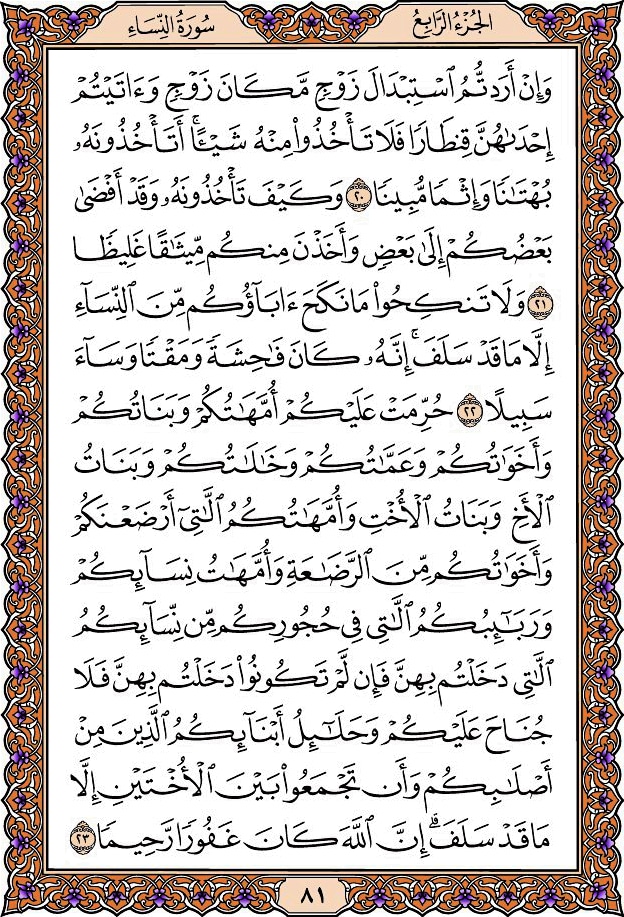 الجُزْءُ الرَّابِعُ
سُورَةُ النِّسَاءِ
وَإِنْ أَرَدتُّمُ ٱسْتِبْدَالَ زَوْجٍ مَّكَانَ زَوْجٍ وَءَاتَيْتُمْ
إِحْدَىٰهُنَّ قِنطَارًا فَلَا تَأْخُذُوا۟ مِنْهُ شَيْـًٔا ۚ أَتَأْخُذُونَهُۥ
بُهْتَـٰنًا وَإِثْمًا مُّبِينًا ٢٠ وَكَيْفَ تَأْخُذُونَهُۥ وَقَدْ أَفْضَىٰ
بَعْضُكُمْ إِلَىٰ بَعْضٍ وَأَخَذْنَ مِنكُم مِّيثَـٰقًا غَلِيظًا
٢١ وَلَا تَنكِحُوا۟ مَا نَكَحَ ءَابَآؤُكُم مِّنَ ٱلنِّسَآءِ
إِلَّا مَا قَدْ سَلَفَ ۚ إِنَّهُۥ كَانَ فَـٰحِشَةً وَمَقْتًا وَسَآءَ
سَبِيلًا ٢٢ حُرِّمَتْ عَلَيْكُمْ أُمَّهَـٰتُكُمْ وَبَنَاتُكُمْ
وَأَخَوَٰتُكُمْ وَعَمَّـٰتُكُمْ وَخَـٰلَـٰتُكُمْ وَبَنَاتُ
ٱلْأَخِ وَبَنَاتُ ٱلْأُخْتِ وَأُمَّهَـٰتُكُمُ ٱلَّـٰتِىٓ أَرْضَعْنَكُمْ
وَأَخَوَٰتُكُم مِّنَ ٱلرَّضَـٰعَةِ وَأُمَّهَـٰتُ نِسَآئِكُمْ
وَرَبَـٰٓئِبُكُمُ ٱلَّـٰتِى فِى حُجُورِكُم مِّن نِّسَآئِكُمُ
ٱلَّـٰتِى دَخَلْتُم بِهِنَّ فَإِن لَّمْ تَكُونُوا۟ دَخَلْتُم بِهِنَّ فَلَا
جُنَاحَ عَلَيْكُمْ وَحَلَـٰٓئِلُ أَبْنَآئِكُمُ ٱلَّذِينَ مِنْ
أَصْلَـٰبِكُمْ وَأَن تَجْمَعُوا۟ بَيْنَ ٱلْأُخْتَيْنِ إِلَّا
مَا قَدْ سَلَفَ ۗ إِنَّ ٱللَّهَ كَانَ غَفُورًا رَّحِيمًا ٢٣
٨١